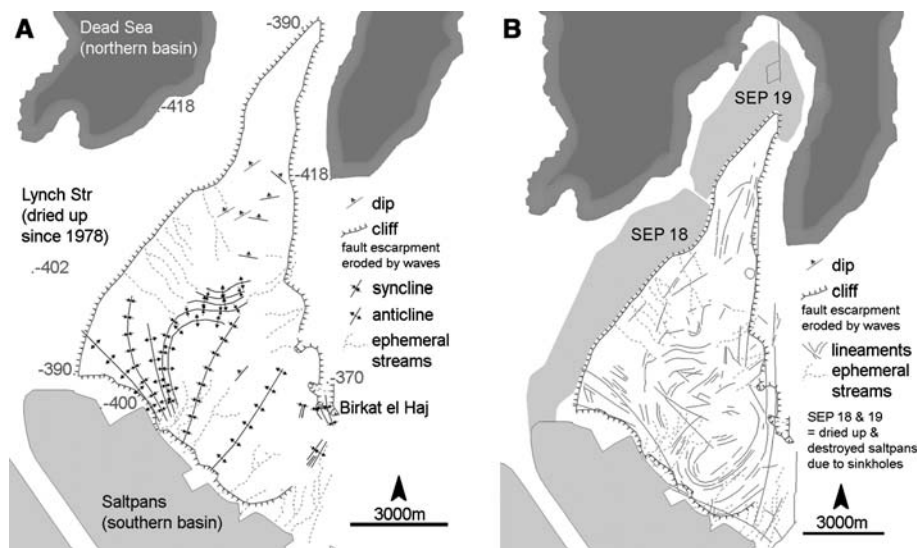 A
Dead Sea
(northern basin)
-390
.-418
-418
Lynch Str
(dried up
since 1978)
.-402
-390
-400
-370
Birkat el Haj
dip
cliff
fault escarpment
eroded by waves
syncline
anticline
ephemeral
streams
Saltpans
(southern basin)
3000m
B
SEP 19
SEP 18
dip
cliff
fault escarpment
eroded by waves
lineaments
ephemeral
streams
SEP 18 & 19
= dried up &
destroyed saltpans
due to sinkholes
3000m